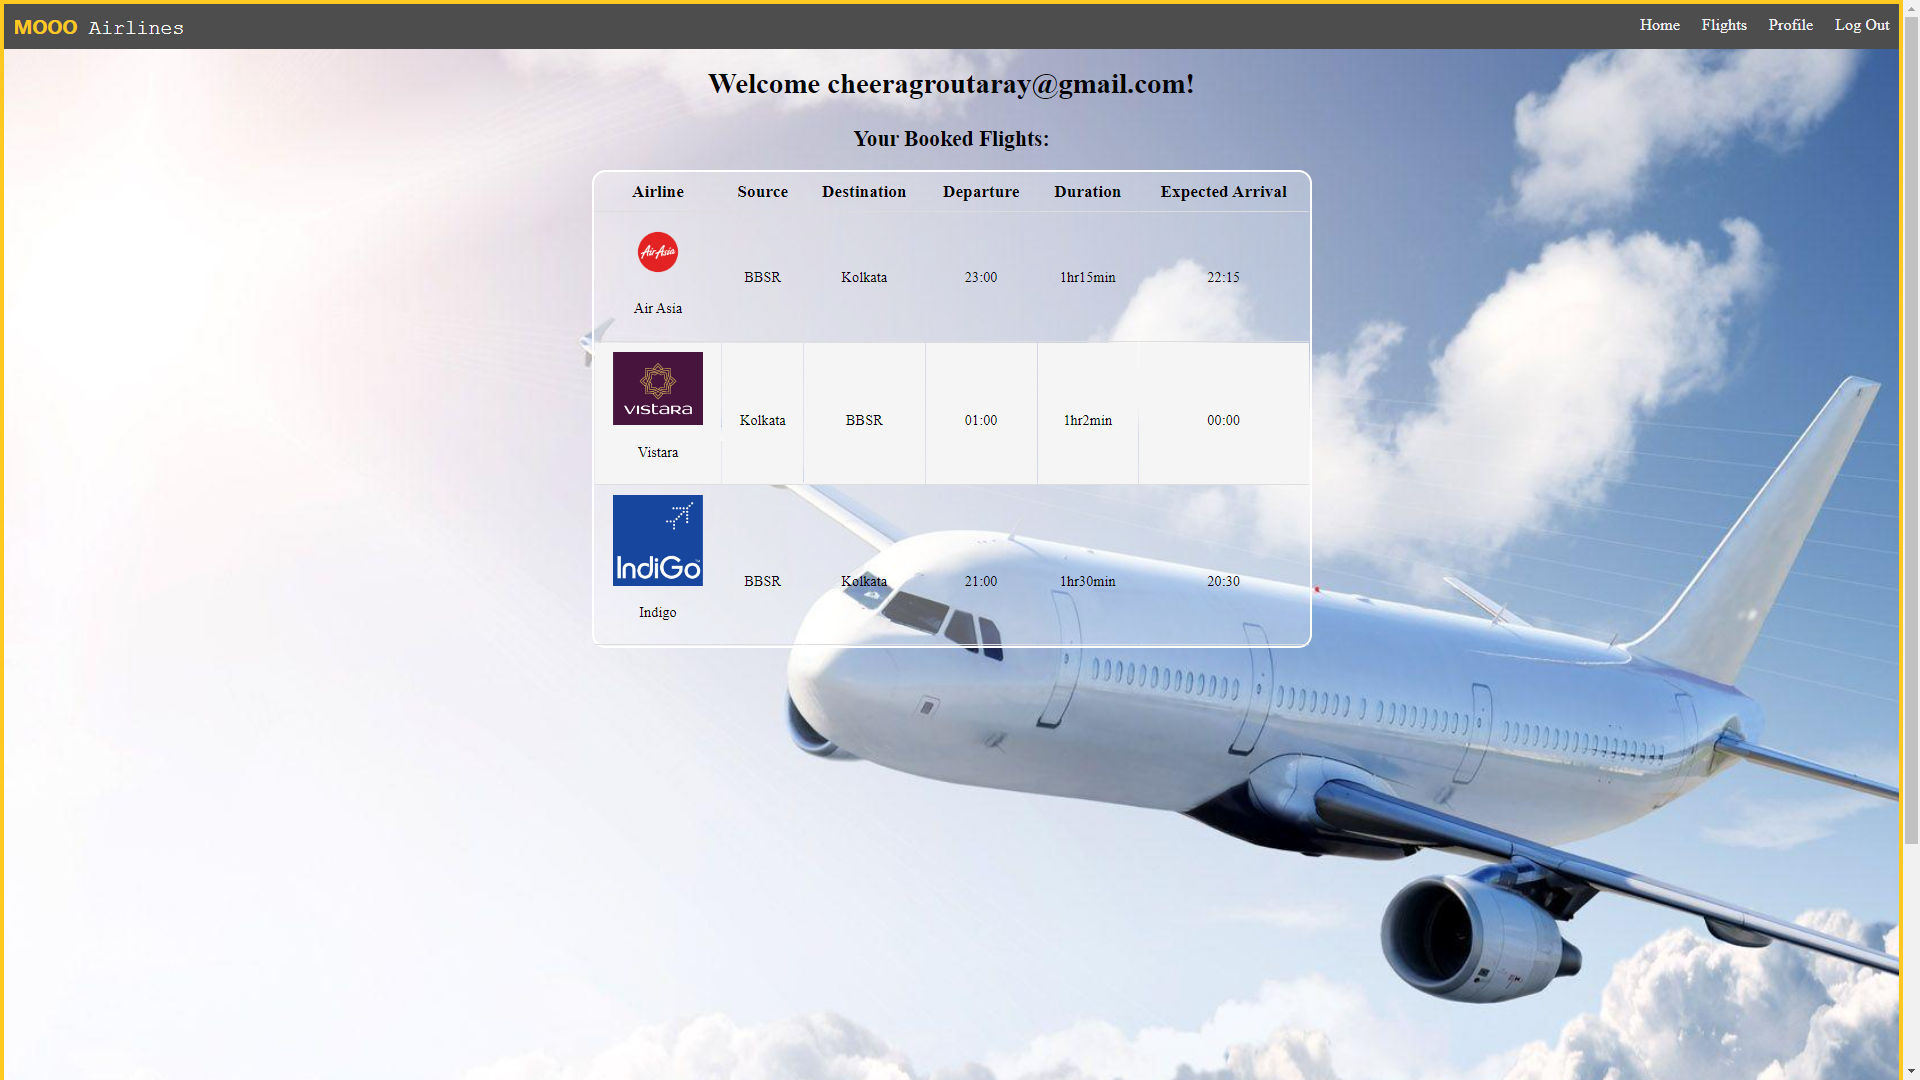 MOOO Airlines Home Flights Profile Log Out
Welcome cheeragroutaray@gmail.com!
Your Booked Flights:
Airline Source Destination Departure Duration Expected Arrival
AirAsia
Air Asia BBSR Kolkata 23:00 1hr15min 22:15
VISTARA
Vistara Kolkata BBSR 01:00 1hr2min 00:00
IndiGo
Indigo BBSR Kolkata 21:00 1hr30min 20:30